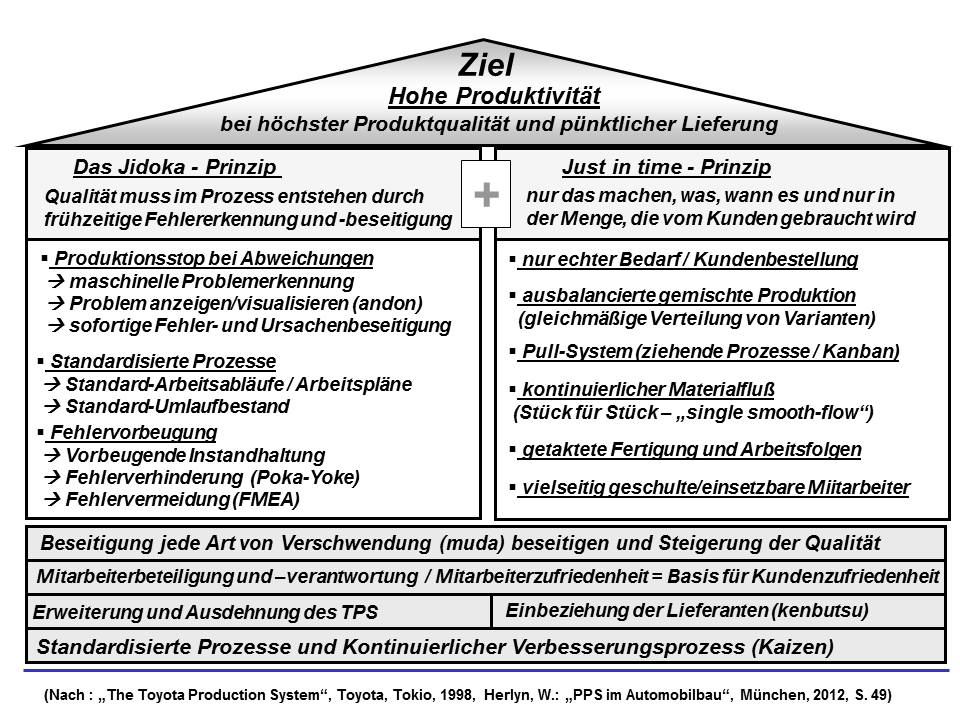 Ziel
Hohe Produktivität
bei höchster Produktqualität und pünktlicher Lieferung
Das Jidoka - Prinzip
Qualität muss im Prozess entstehen durch
frühzeitige Fehlererkennung und -beseitigung
+
Just in time - Prinzip
nur das machen, was, wann es und nur in
der Menge, die vom Kunden gebraucht wird
▪ Produktionsstop bei Abweichungen
→ maschinelle Problemerkennung
→ Problem anzeigen/visualisieren (andon)
→ sofortige Fehler- und Ursachenbeseitigung
▪ Standardisierte Prozesse
→ Standard-Arbeitsabläufe / Arbeitspläne
→ Standard-Umlaufbestand
▪ Fehlervorbeugung
→ Vorbeugende Instandhaltung
→ Fehlerverhinderung (Poka-Yoke)
→ Fehlervermeidung (FMEA)
▪ nur echter Bedarf / Kundenbestellung
▪ ausbalancierte gemischte Produktion
(gleichmäßige Verteilung von Varianten)
▪ Pull-System (ziehende Prozesse / Kanban)
▪ kontinuierlicher Materialfluß
(Stück für Stück – „single smooth-flow“)
▪ getaktete Fertigung und Arbeitsfolgen
▪ vielseitig geschulte/einsetzbare Miitarbeiter
Beseitigung jede Art von Verschwendung (muda) beseitigen und Steigerung der Qualität
Mitarbeiterbeteiligung und –verantwortung / Mitarbeiterzufriedenheit = Basis für Kundenzufriedenheit
Erweiterung und Ausdehnung des TPS
Einbeziehung der Lieferanten (kenbutsu)
Standardisierte Prozesse und Kontinuierlicher Verbesserungsprozess (Kaizen)
(Nach : „The Toyota Production System“, Toyota, Tokio, 1998, Herlyn, W.: „PPS im Automobilbau“, München, 2012, S. 49)